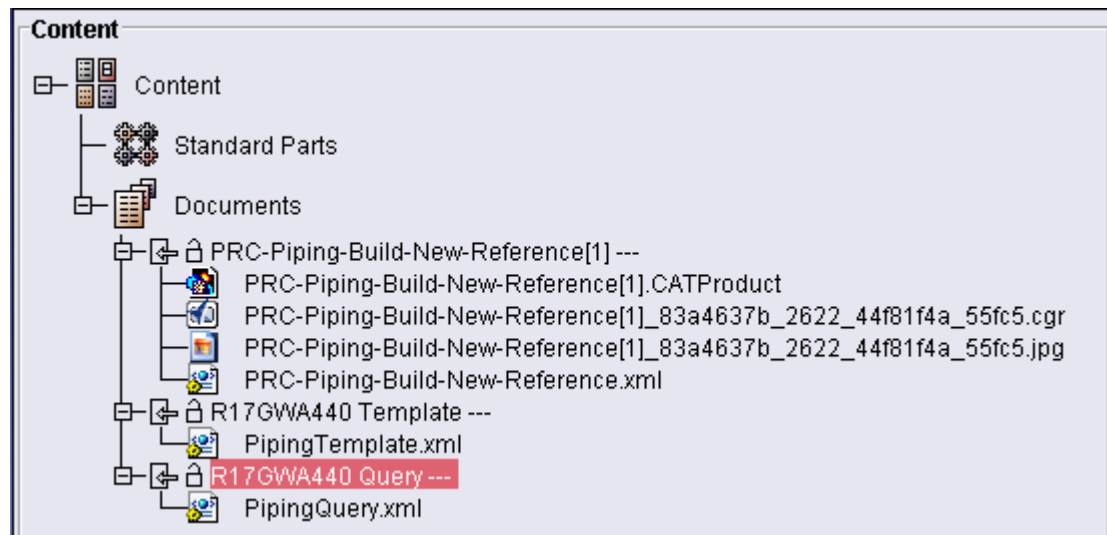 Content
Content
Standard Parts
Documents
PRC-Piping-Build-New-Reference[1] ---
PRC-Piping-Build-New-Reference[1].CATProduct
PRC-Piping-Build-New-Reference[1]_83a4637b_2622_44f81f4a_55fc5.cgr
PRC-Piping-Build-New-Reference[1]_83a4637b_2622_44f81f4a_55fc5.jpg
PRC-Piping-Build-New-Reference.xml
R17GWA440 Template ---
PipingTemplate.xml
R17GWA440 Query ---
PipingQuery.xml